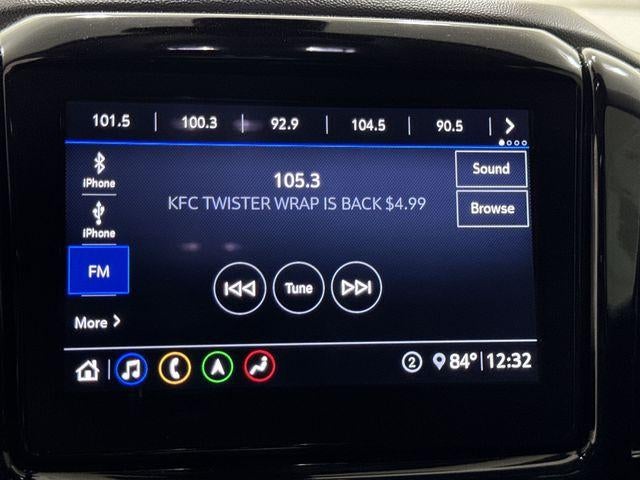 101.5 | 100.3 | 92.9 | 104.5 | 90.5
iPhone
105.3
Sound
KFC TWISTER WRAP IS BACK $4.99
Browse
iPhone
FM
Tune
More
2 84° | 12:32